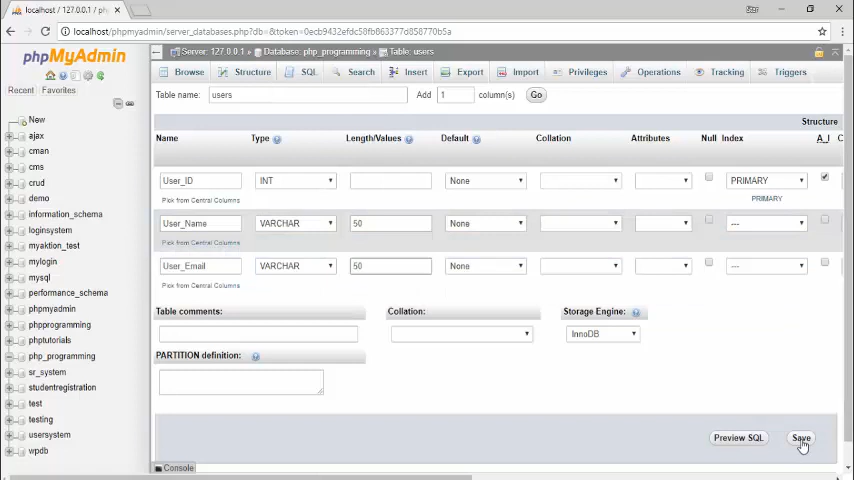 localhost / 127.0.0.1 / ph
localhost/phpmyadmin/server_databases.php?db=&token=0ecb9432efdc58fb863377d858770b5a
phpMyAdmin
Recent Favorites
New
ajax
cman
cms
crud
demo
information_schema
loginsystem
myaktion_test
mylogin
mysql
performance_schema
phpmyadmin
phpprogramming
phptutorials
php_programming
sr_system
studentregistration
test
testing
usersystem
wpdb
Server: 127.0.0.1 » Database: php_programming » Table: users
Browse Structure SQL Search Insert Export Import Privileges Operations Tracking Triggers
Table name: users Add 1 column(s) Go
Structure
Name Type Length/Values Default Collation Attributes Null Index A_I
User_ID INT None PRIMARY
Pick from Central Columns PRIMARY
User_Name VARCHAR 50 None ---
Pick from Central Columns
User_Email VARCHAR 50 None ---
Pick from Central Columns
Table comments: Collation: Storage Engine:
InnoDB
PARTITION definition:
Preview SQL Save
Console